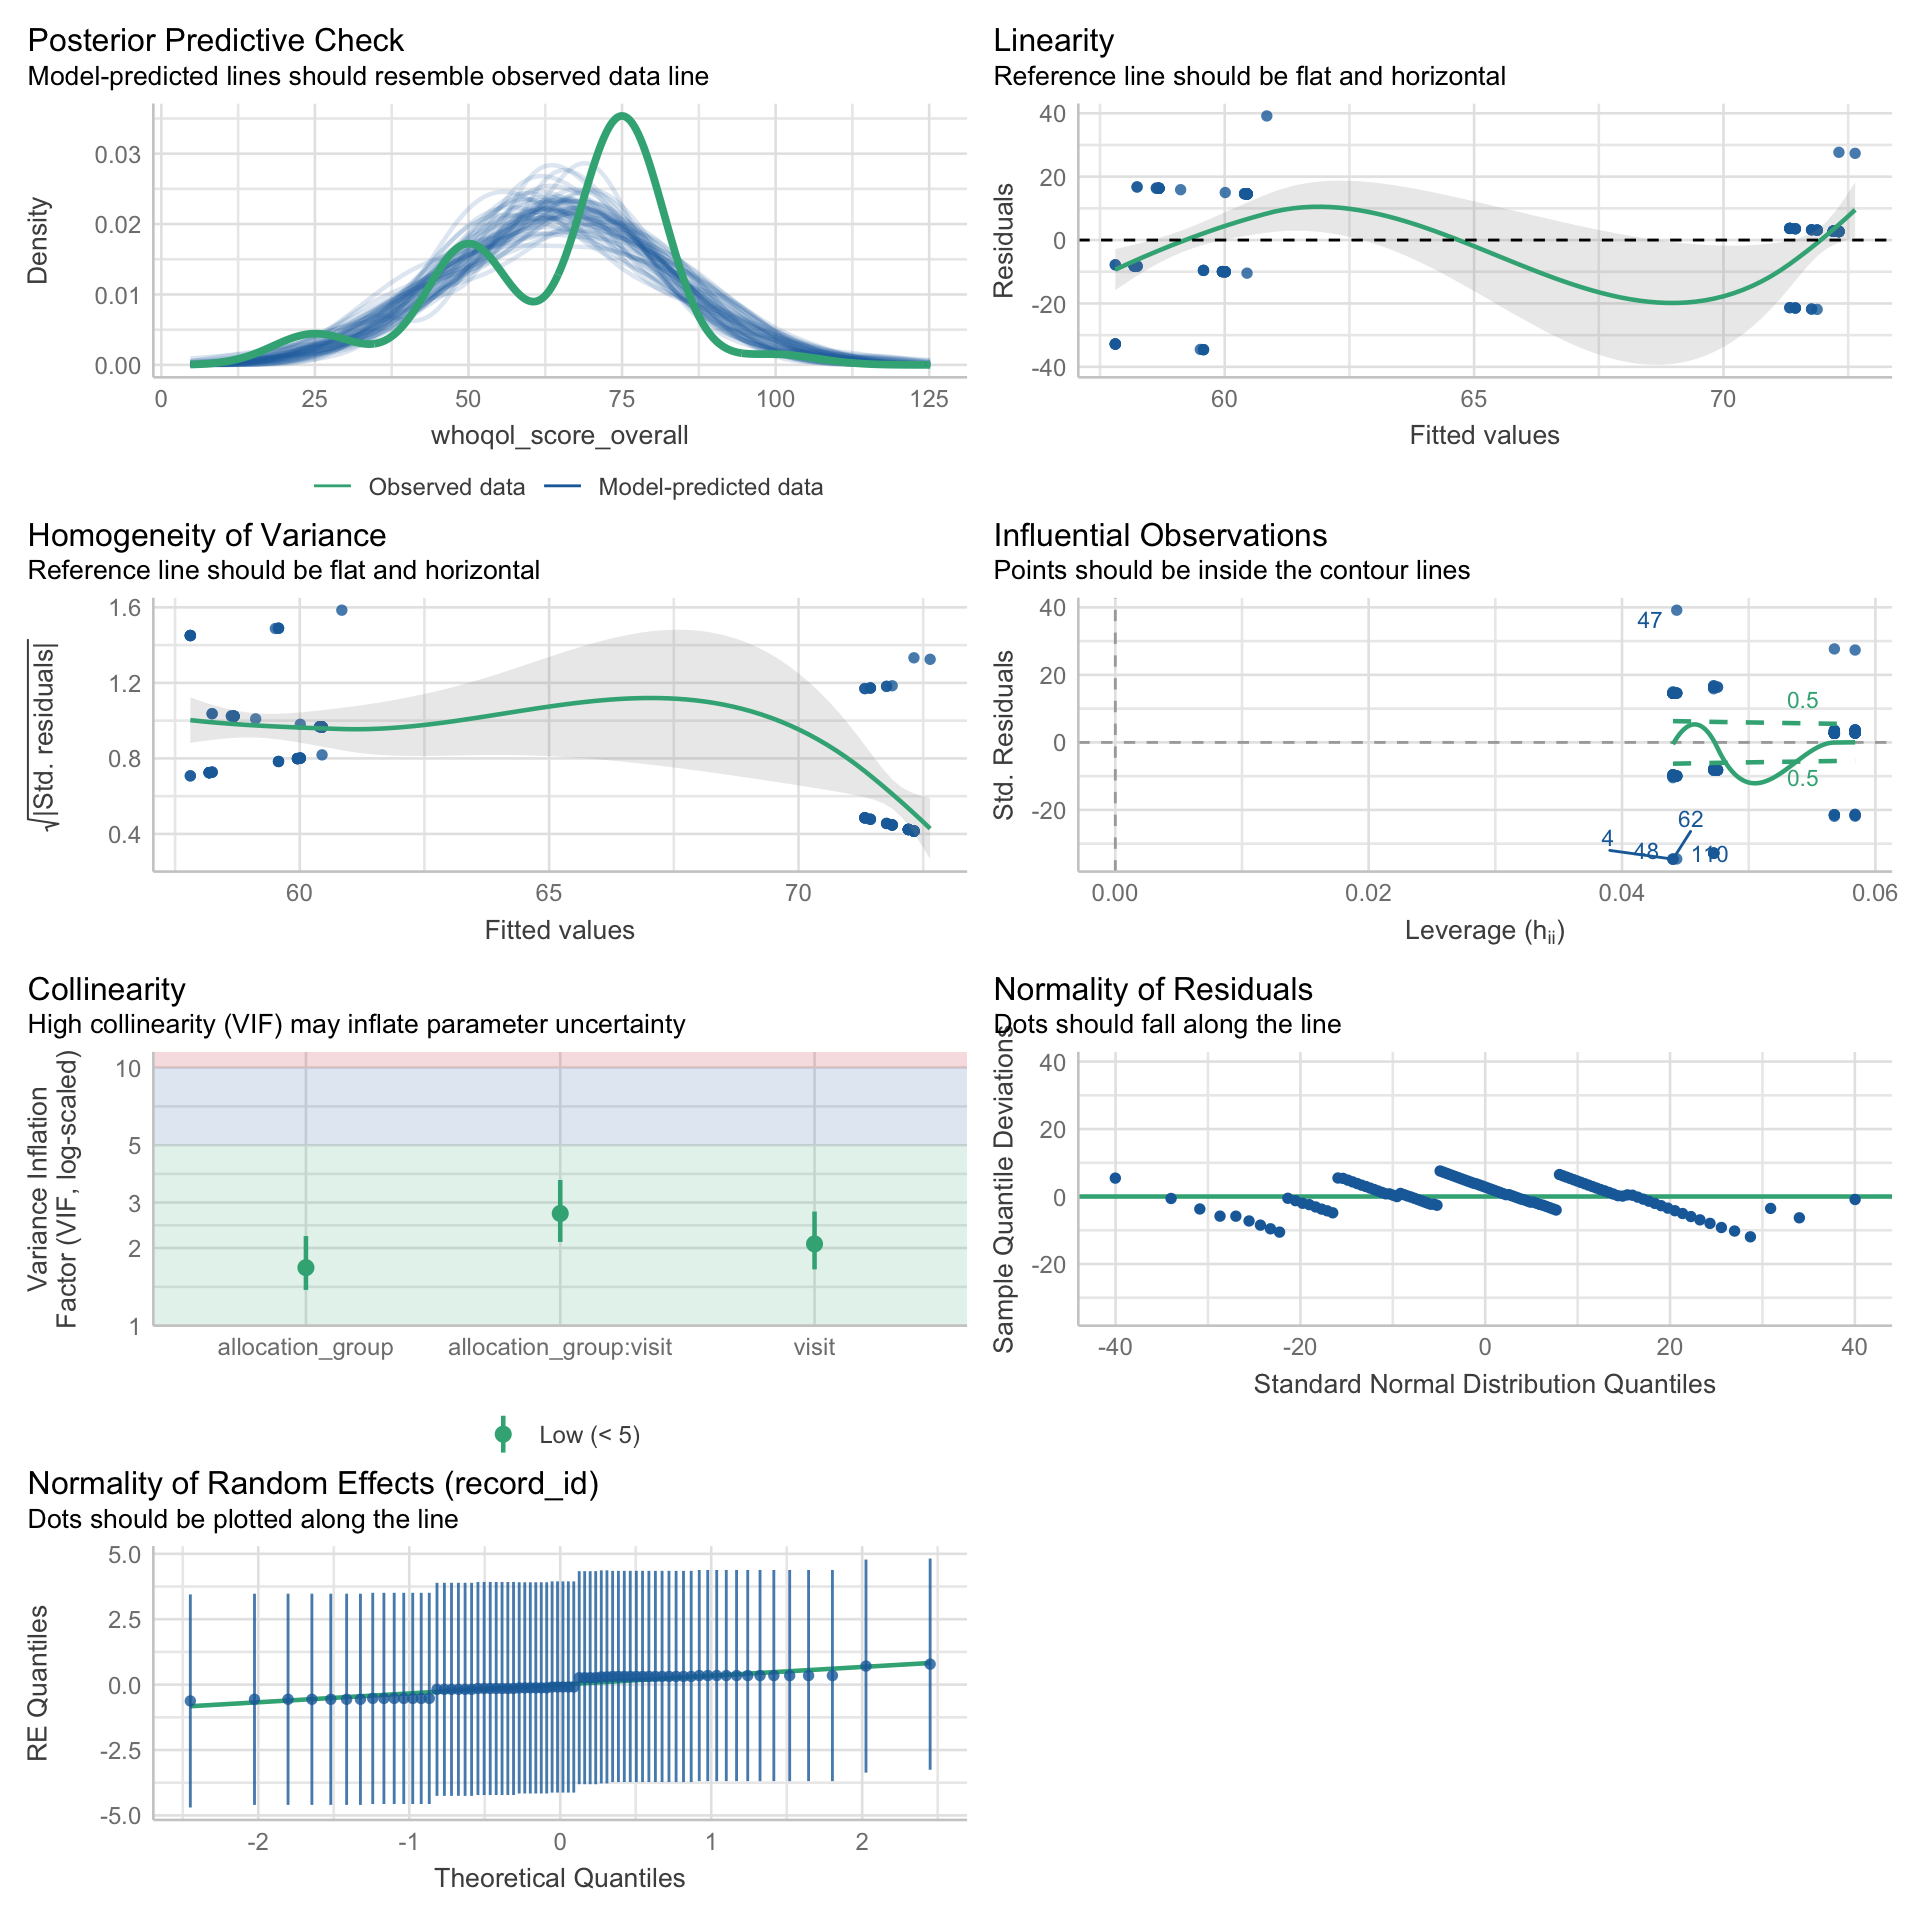 Posterior Predictive Check
Model-predicted lines should resemble observed data line
Density
0.03
0.02
0.01
0.00
0 25 50 75 100 125
whoqol_score_overall
Observed data Model-predicted data
Linearity
Reference line should be flat and horizontal
Residuals
40
20
0
-20
-40
60 65 70
Fitted values
Homogeneity of Variance
Reference line should be flat and horizontal
√|Std. residuals|
1.6
1.2
0.8
0.4
60 65 70
Fitted values
Influential Observations
Points should be inside the contour lines
Std. Residuals
40
20
0
-20
47
0.5
0.5
62
4
48
110
0.00 0.02 0.04 0.06
Leverage (hii)
Collinearity
High collinearity (VIF) may inflate parameter uncertainty
Variance Inflation
Factor (VIF, log-scaled)
10
5
3
2
1
allocation_group allocation_group:visit visit
Low (< 5)
Normality of Residuals
Dots should fall along the line
Sample Quantile Deviations
40
20
0
-20
-40 -20 0 20 40
Standard Normal Distribution Quantiles
Normality of Random Effects (record_id)
Dots should be plotted along the line
RE Quantiles
5.0
2.5
0.0
-2.5
-5.0
-2 -1 0 1 2
Theoretical Quantiles